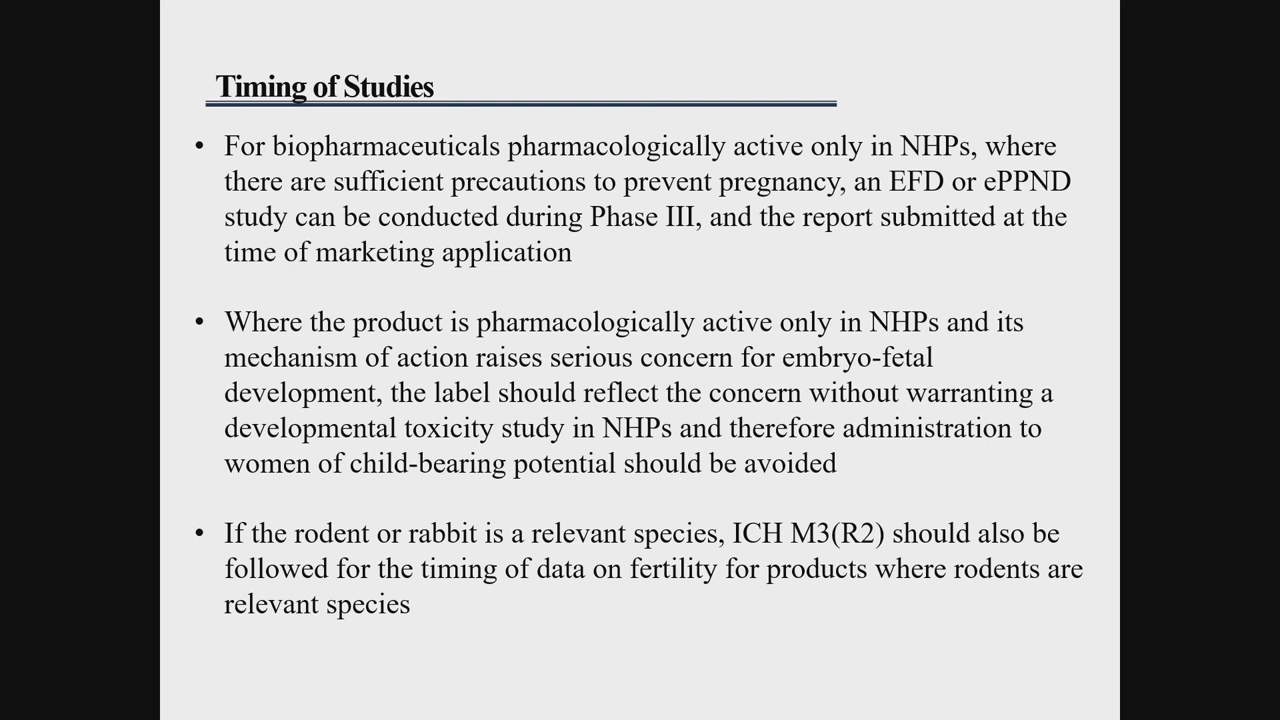 Timing of Studies
• For biopharmaceuticals pharmacologically active only in NHPs, where
there are sufficient precautions to prevent pregnancy, an EFD or ePPND
study can be conducted during Phase III, and the report submitted at the
time of marketing application
• Where the product is pharmacologically active only in NHPs and its
mechanism of action raises serious concern for embryo-fetal
development, the label should reflect the concern without warranting a
developmental toxicity study in NHPs and therefore administration to
women of child-bearing potential should be avoided
• If the rodent or rabbit is a relevant species, ICH M3(R2) should also be
followed for the timing of data on fertility for products where rodents are
relevant species